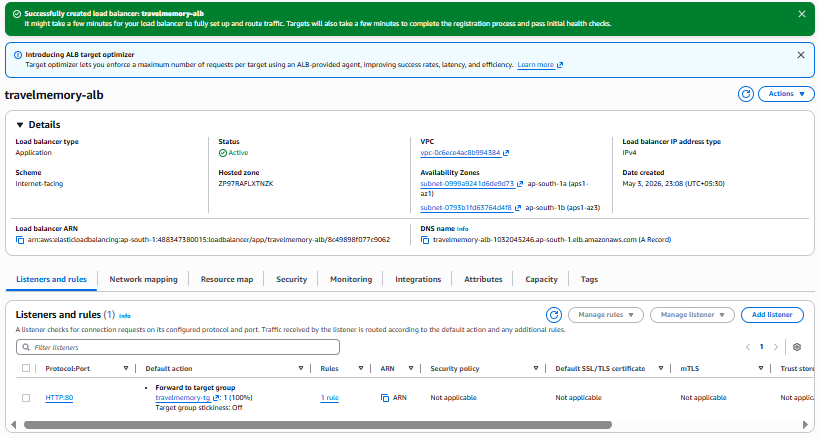 Successfully created load balancer: travelmemory-alb
It might take a few minutes for your load balancer to fully set up and route traffic. Targets will also take a few minutes to complete the registration process and pass initial health checks.
Introducing ALB target optimizer
Target optimizer lets you enforce a maximum number of requests per target using an ALB-provided agent, improving success rates, latency, and efficiency. Learn more
travelmemory-alb
Actions
Details
Load balancer type
Application
Status
Active
VPC
vpc-0c6ece4ac8b994384
Load balancer IP address type
IPv4
Scheme
Internet-facing
Hosted zone
ZP97RAFLXTNZK
Availability Zones
subnet-0999a9241d6de9d73 ap-south-1a (aps1-
az1)
subnet-0793b1fd63764d4f8 ap-south-1b (aps1-az3)
Date created
May 3, 2026, 23:08 (UTC+05:30)
Load balancer ARN
arn:aws:elasticloadbalancing:ap-south-1:488347380015:loadbalancer/app/travelmemory-alb/8c49898f077c9062
DNS name Info
travelmemory-alb-1032045246.ap-south-1.elb.amazonaws.com (A Record)
Listeners and rules Network mapping Resource map Security Monitoring Integrations Attributes Capacity Tags
Listeners and rules (1) Info
Manage rules Manage listener Add listener
A listener checks for connection requests on its configured protocol and port. Traffic received by the listener is routed according to the default action and any additional rules.
Filter listeners
1
Protocol:Port Default action Rules ARN Security policy Default SSL/TLS certificate mTLS Trust store
HTTP:80
• Forward to target group
travelmemory-tg : 1 (100%)
Target group stickiness: Off
1 rule
ARN
Not applicable
Not applicable
Not applicable
Not applicable